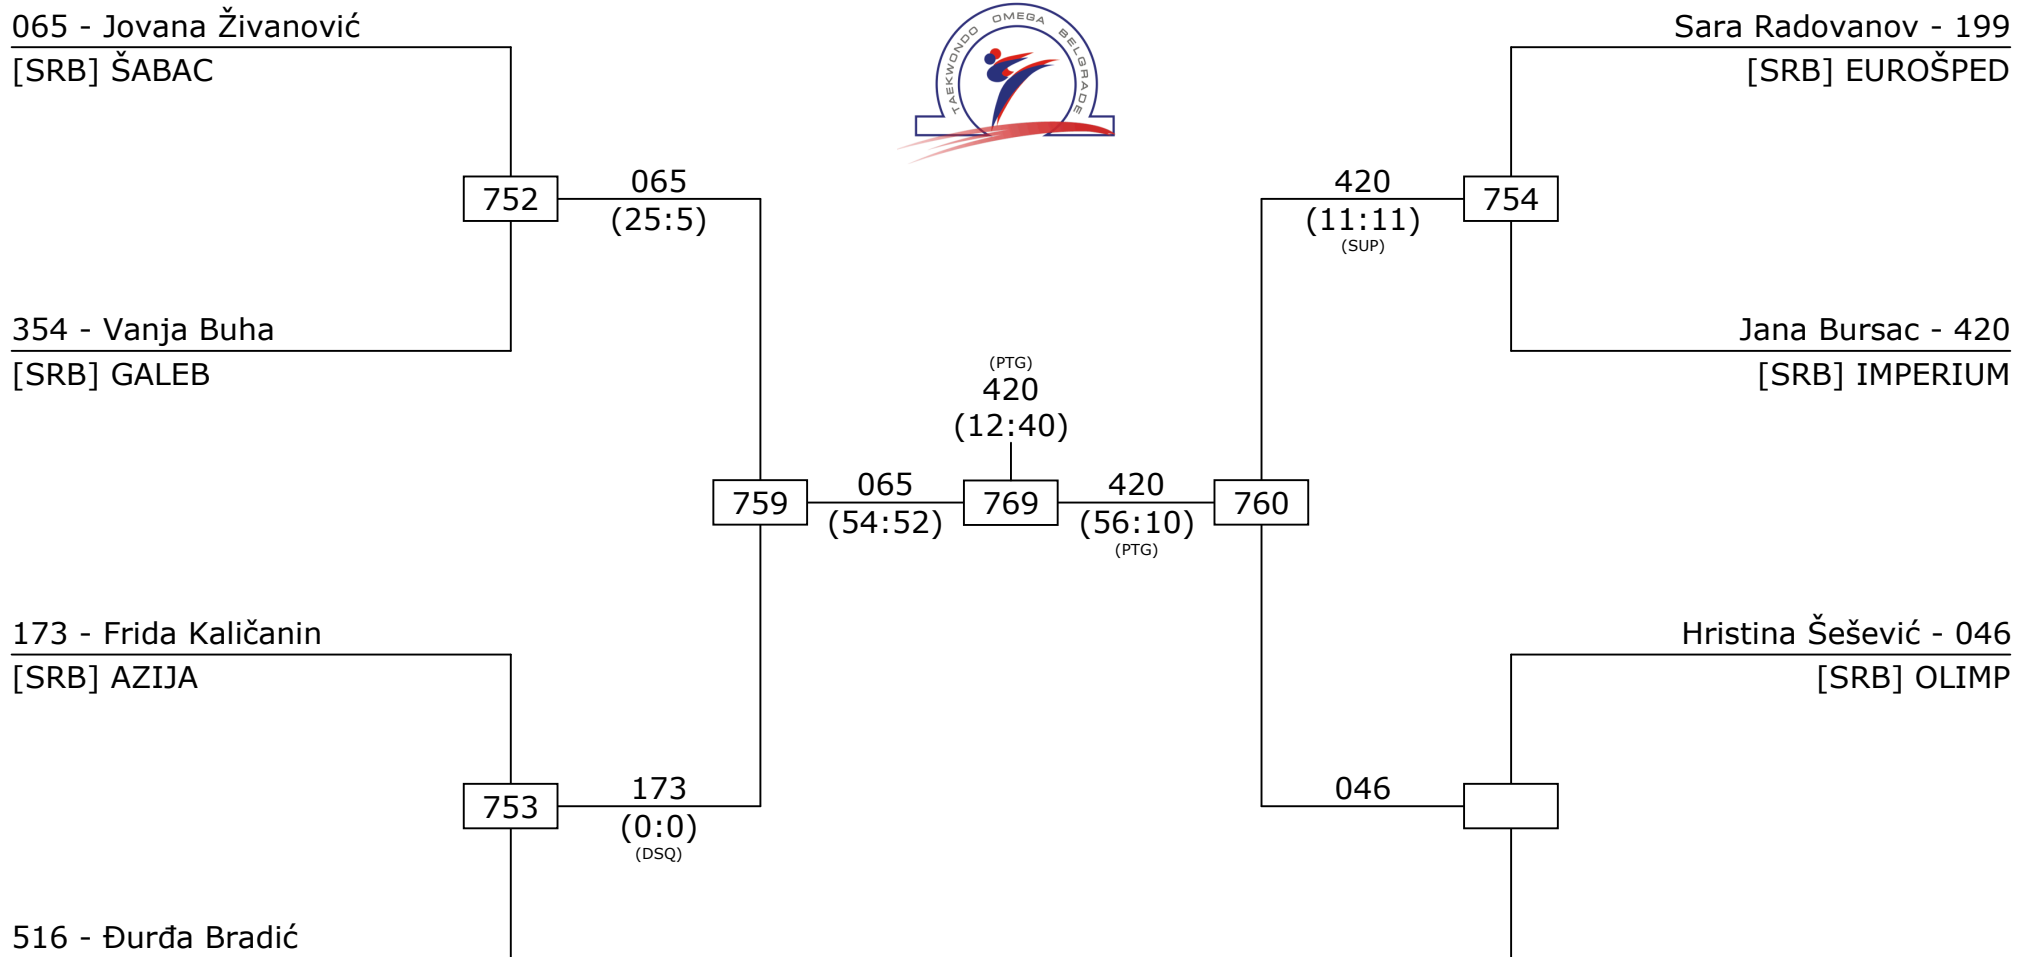 065 - Jovana Živanović
[SRB] ŠABAC
TAEKWONDO OMEGA BELGRADE
Sara Radovanov - 199
[SRB] EUROŠPED
752
065
(25:5)
420
(11:11)
(SUP)
754
354 - Vanja Buha
[SRB] GALEB
Jana Bursac - 420
[SRB] IMPERIUM
(PTG)
420
(12:40)
759
065
(54:52)
769
420
(56:10)
(PTG)
760
173 - Frida Kaličanin
[SRB] AZIJA
Hristina Šešević - 046
[SRB] OLIMP
753
173
(0:0)
(DSQ)
046
516 - Đurđa Bradić